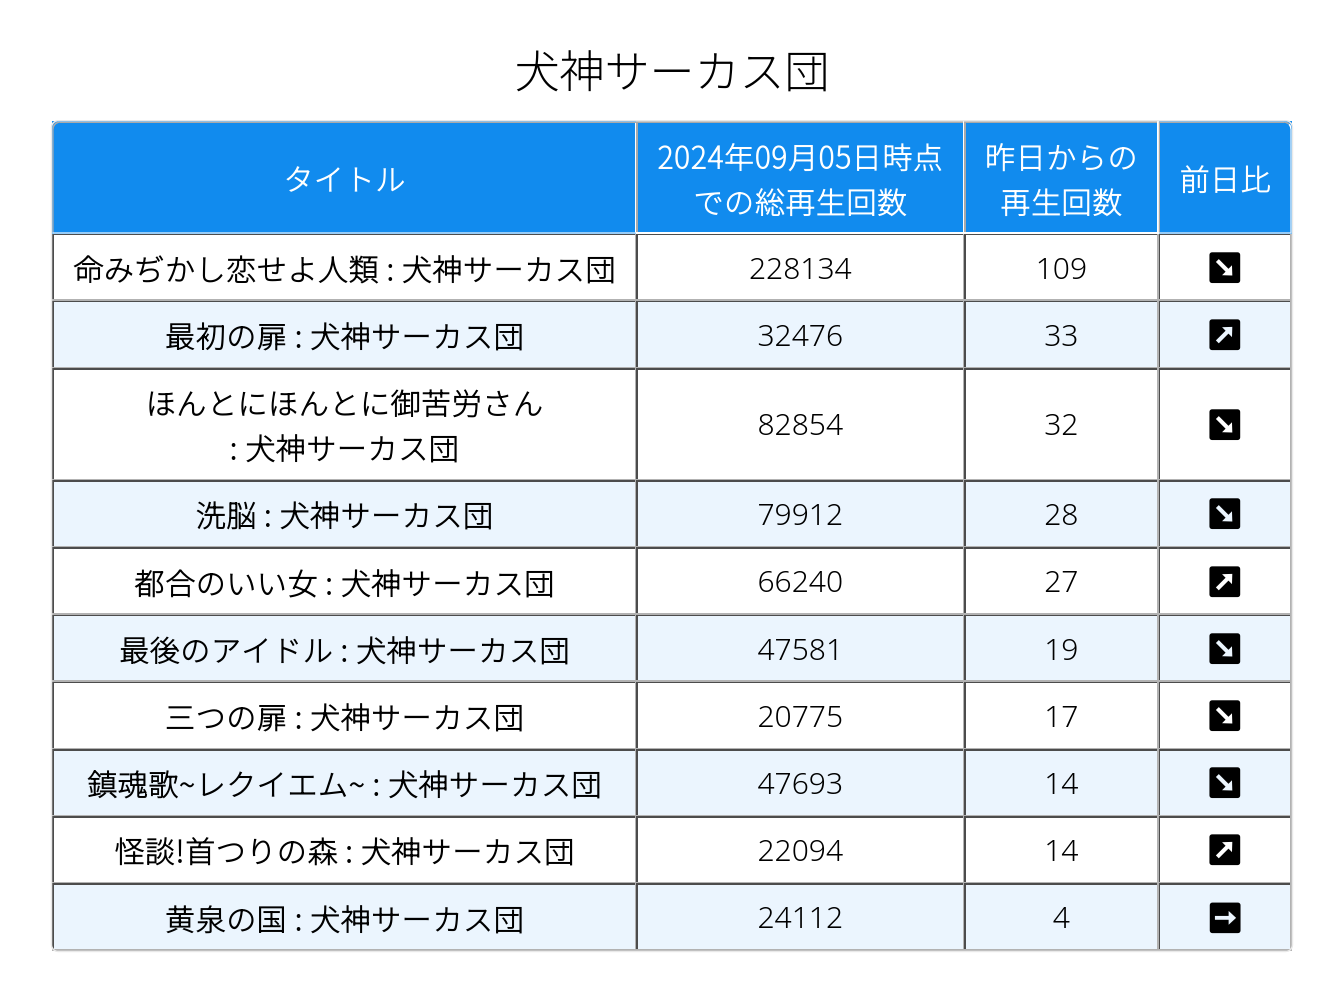 犬神サーカス団
タイトル
2024年09月05日時点
での総再生回数
昨日からの
再生回数
前日比
命みぢかし恋せよ人類 : 犬神サーカス団 228134 109 ↘
最初の扉 : 犬神サーカス団 32476 33 ↗
ほんとにほんとに御苦労さん
: 犬神サーカス団 82854 32 ↘
洗脳 : 犬神サーカス団 79912 28 ↘
都合のいい女 : 犬神サーカス団 66240 27 ↗
最後のアイドル : 犬神サーカス団 47581 19 ↘
三つの扉 : 犬神サーカス団 20775 17 ↘
鎮魂歌~レクイエム~ : 犬神サーカス団 47693 14 ↘
怪談!首つりの森 : 犬神サーカス団 22094 14 ↗
黄泉の国 : 犬神サーカス団 24112 4 →